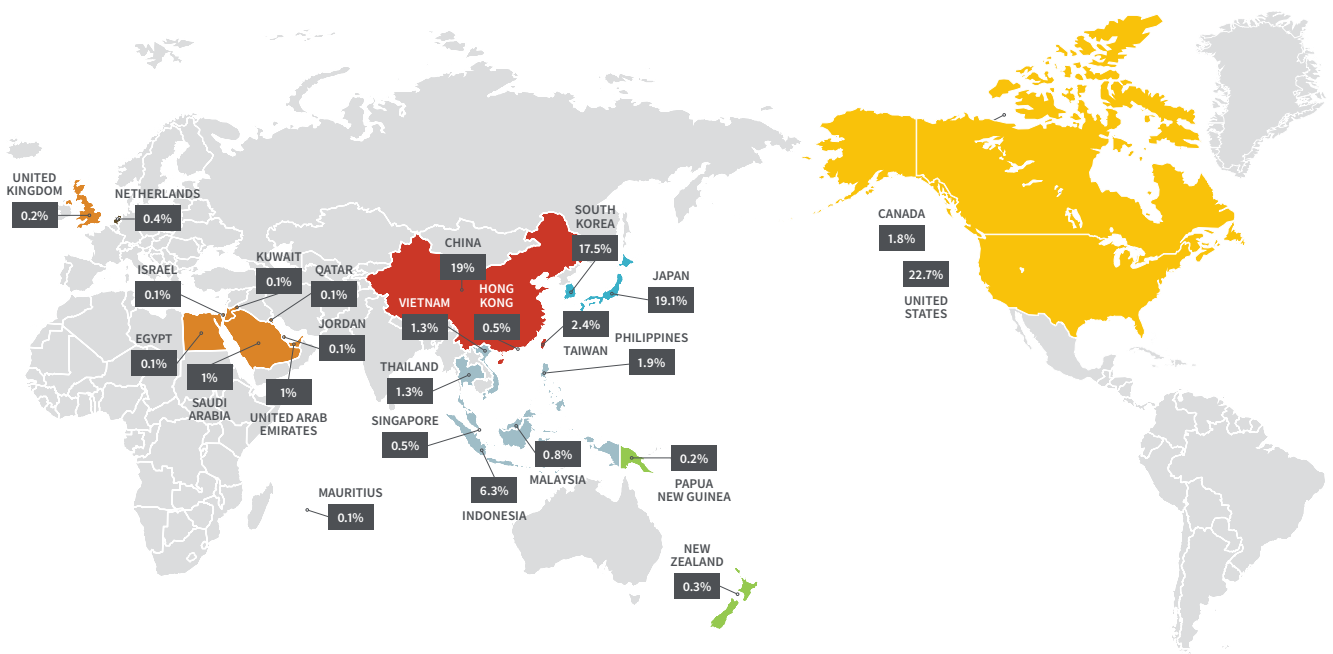 UNITED
KINGDOM
0.2%
NETHERLANDS
0.4%
ISRAEL
0.1%
KUWAIT
0.1%
QATAR
0.1%
JORDAN
0.1%
EGYPT
0.1%
1%
SAUDI
ARABIA
1%
UNITED ARAB
EMIRATES
MAURITIUS
0.1%
CHINA
19%
HONG
KONG
0.5%
VIETNAM
1.3%
THAILAND
1.3%
SINGAPORE
0.5%
6.3%
INDONESIA
0.8%
MALAYSIA
SOUTH
KOREA
17.5%
JAPAN
19.1%
2.4%
TAIWAN
PHILIPPINES
1.9%
0.2%
PAPUA
NEW GUINEA
NEW
ZEALAND
0.3%
CANADA
1.8%
22.7%
UNITED
STATES